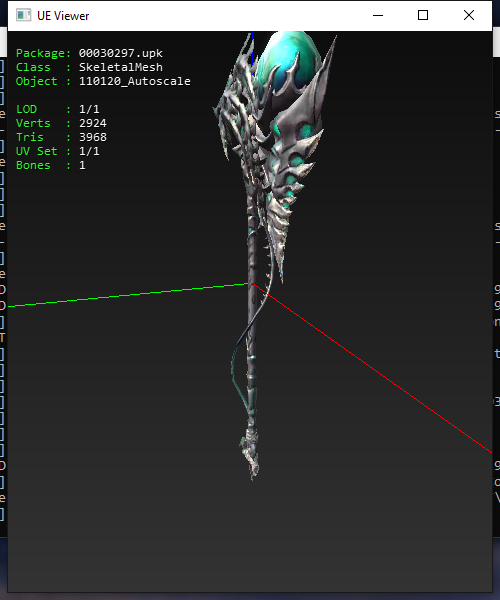 UE Viewer
Package: 00030297.upk
Class : SkeletalMesh
Object : 110120_Autoscale
LOD : 1/1
Verts : 2924
Tris : 3968
UV Set : 1/1
Bones : 1